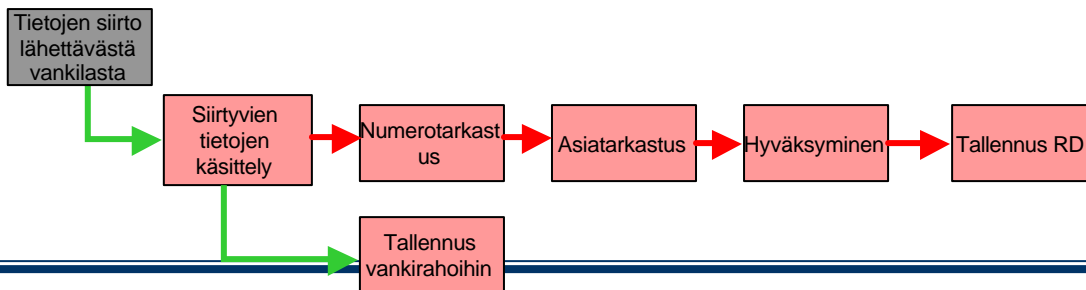 Tietojen siirto
lähettävästä
vankilasta
Siirtyvien
tietojen
käsittely
Numerotarkast
us
Asiatarkastus
Hyväksyminen
Tallennus RD
Tallennus
vankirahoihin